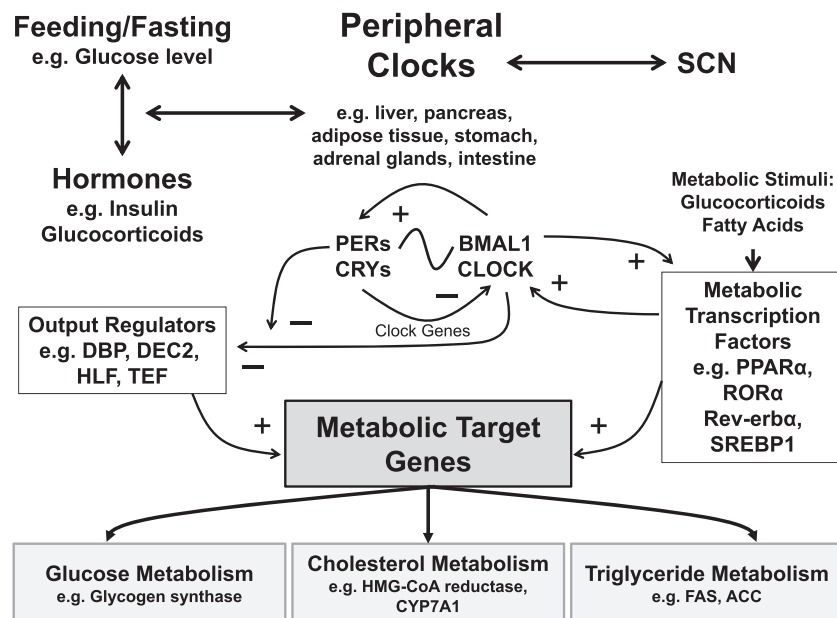 Feeding/Fasting
e.g. Glucose level
Peripheral
Clocks
SCN
e.g. liver, pancreas,
adipose tissue, stomach,
adrenal glands, intestine
Hormones
e.g. Insulin
Glucocorticoids
Metabolic Stimuli:
Glucocorticoids
Fatty Acids
+
PERs
CRYs
BMAL1
CLOCK
+
+
−
Clock Genes
−
−
Output Regulators
e.g. DBP, DEC2,
HLF, TEF
Metabolic
Transcription
Factors
e.g. PPARα,
RORα
Rev-erbα,
SREBP1
+
+
Metabolic Target
Genes
Glucose Metabolism
e.g. Glycogen synthase
Cholesterol Metabolism
e.g. HMG-CoA reductase,
CYP7A1
Triglyceride Metabolism
e.g. FAS, ACC